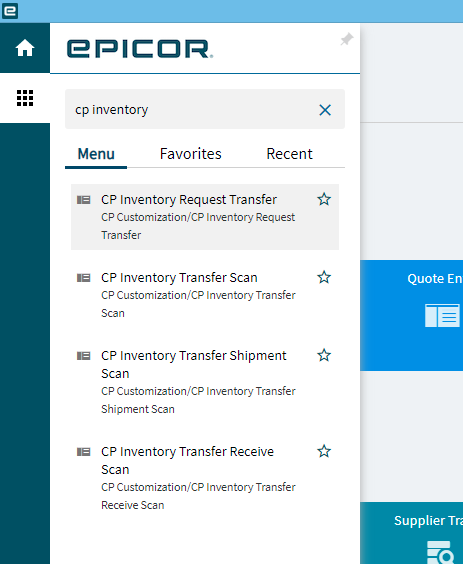 EPICOR
cp inventory
Menu Favorites Recent
CP Inventory Request Transfer
CP Customization/CP Inventory Request
Transfer
CP Inventory Transfer Scan
CP Customization/CP Inventory Transfer
Scan
CP Inventory Transfer Shipment
Scan
CP Customization/CP Inventory Transfer
Shipment Scan
CP Inventory Transfer Receive
Scan
CP Customization/CP Inventory Transfer
Receive Scan
Quote En
Supplier Tra